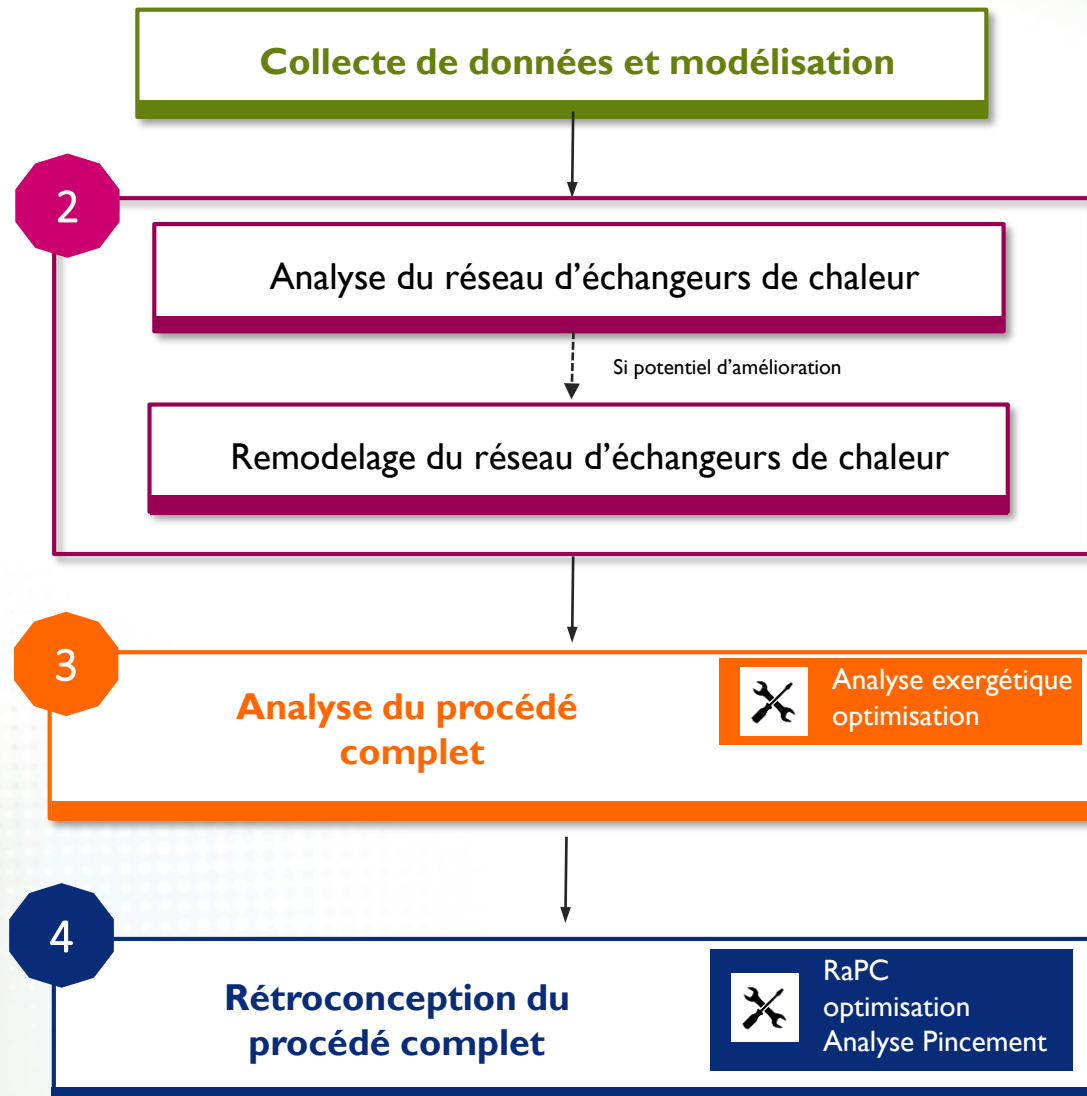 Collecte de données et modélisation
2
Analyse du réseau d’échangeurs de chaleur
Si potentiel d’amélioration
Remodelage du réseau d’échangeurs de chaleur
3
Analyse du procédé
complet
Analyse exergétique
optimisation
4
Rétroconception du
procédé complet
RaPC
optimisation
Analyse Pincement